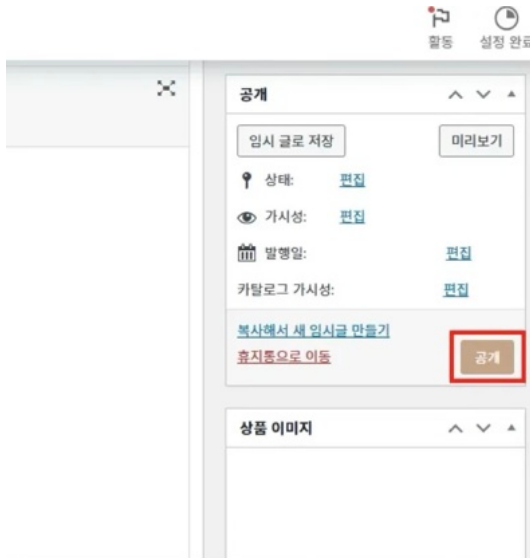 활동 설정 완료
공개
임시 글로 저장 미리보기
상태: 편집
가시성: 편집
발행일: 편집
카탈로그 가시성: 편집
복사해서 새 임시글 만들기
휴지통으로 이동 공개
상품 이미지